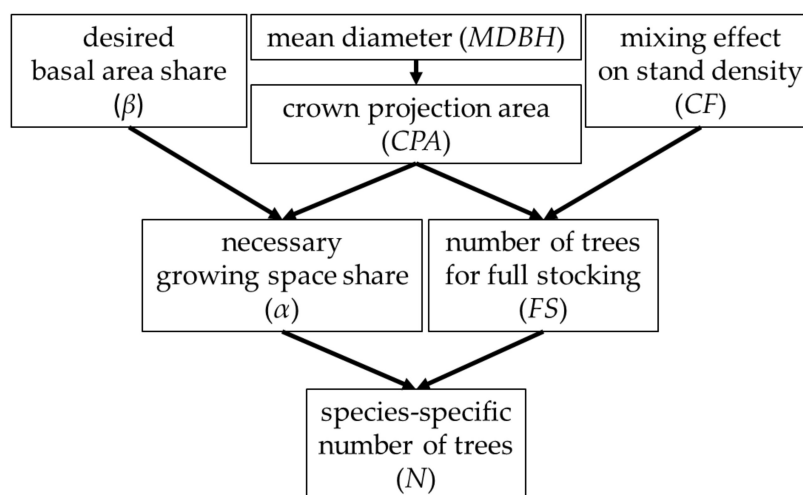 desired
basal area share
(β)
mean diameter (MDBH)
mixing effect
on stand density
(CF)
crown projection area
(CPA)
necessary
growing space share
(α)
number of trees
for full stocking
(FS)
species-specific
number of trees
(N)